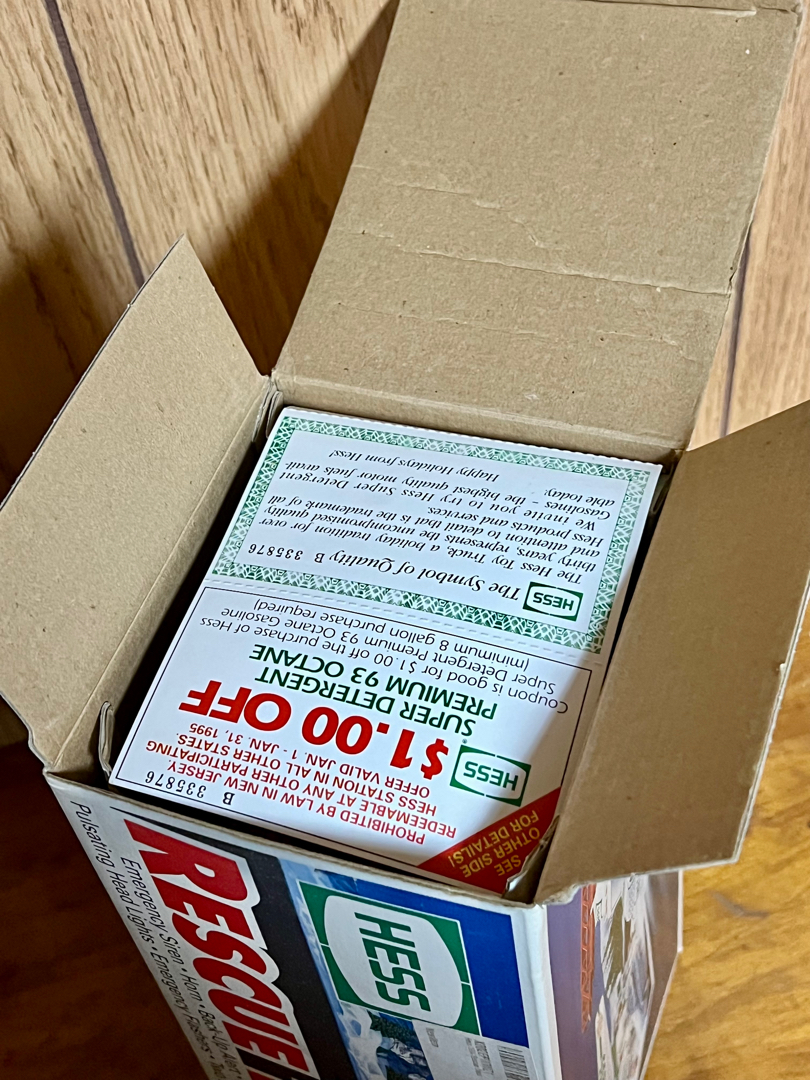 HESS
The Symbol of Quality B 335876
The Hess Toy Truck, a holiday tradition for over
thirty years, represents the uncompromised quality
and attention to detail that is the trademark of all
Hess products and services.
We invite you to try Hess Super Detergent
Gasolines - the highest quality motor fuels avail-
able today.
Happy Holidays from Hess!
SEE
OTHER SIDE
FOR DETAILS!
PROHIBITED BY LAW IN NEW JERSEY
REDEEMABLE AT ANY OTHER PARTICIPATING
HESS STATION IN ALL OTHER STATES.
OFFER VALID JAN. 1 - JAN. 31, 1995
B 335876
HESS
$1.00 OFF
SUPER DETERGENT
PREMIUM 93 OCTANE
Coupon is good for $1.00 off the purchase of Hess
Super Detergent Premium 93 Octane Gasoline
(minimum 8 gallon purchase required)
HESS
RESCUE
Emergency Siren • Horn • Back Up Alert
Pulsating Head Lights • Emergency Flashers •